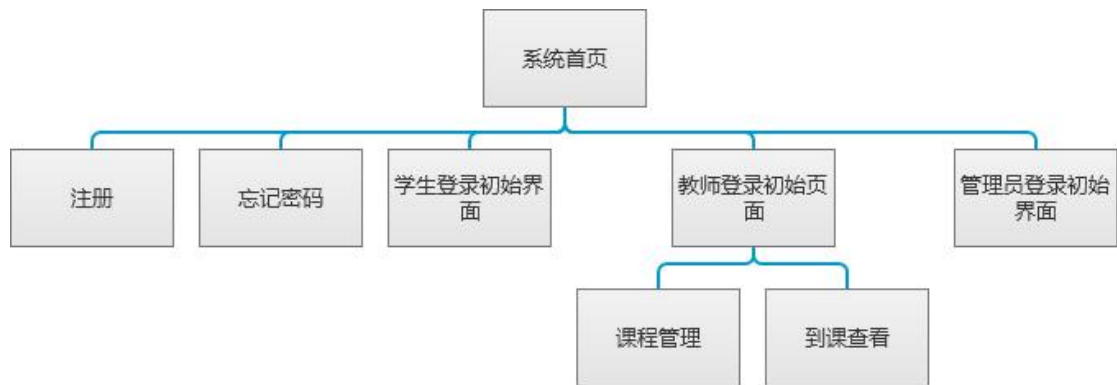 系统首页
注册
忘记密码
学生登录初始界
面
教师登录初始页
面
管理员登录初始
界面
课程管理
到课查看